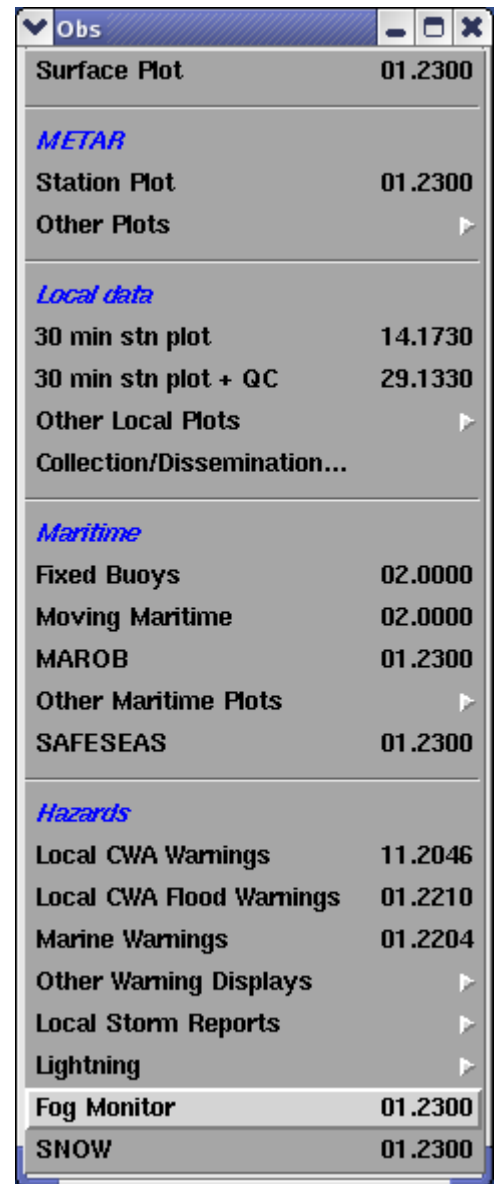 Obs
Surface Plot 01.2300
METAR
Station Plot 01.2300
Other Plots
Local data
30 min stn plot 14.1730
30 min stn plot + QC 29.1330
Other Local Plots
Collection/Dissemination...
Maritime
Fixed Buoys 02.0000
Moving Maritime 02.0000
MAROB 01.2300
Other Maritime Plots
SAFESEAS 01.2300
Hazards
Local CWA Warnings 11.2046
Local CWA Flood Warnings 01.2210
Marine Warnings 01.2204
Other Warning Displays
Local Storm Reports
Lightning
Fog Monitor 01.2300
SNOW 01.2300